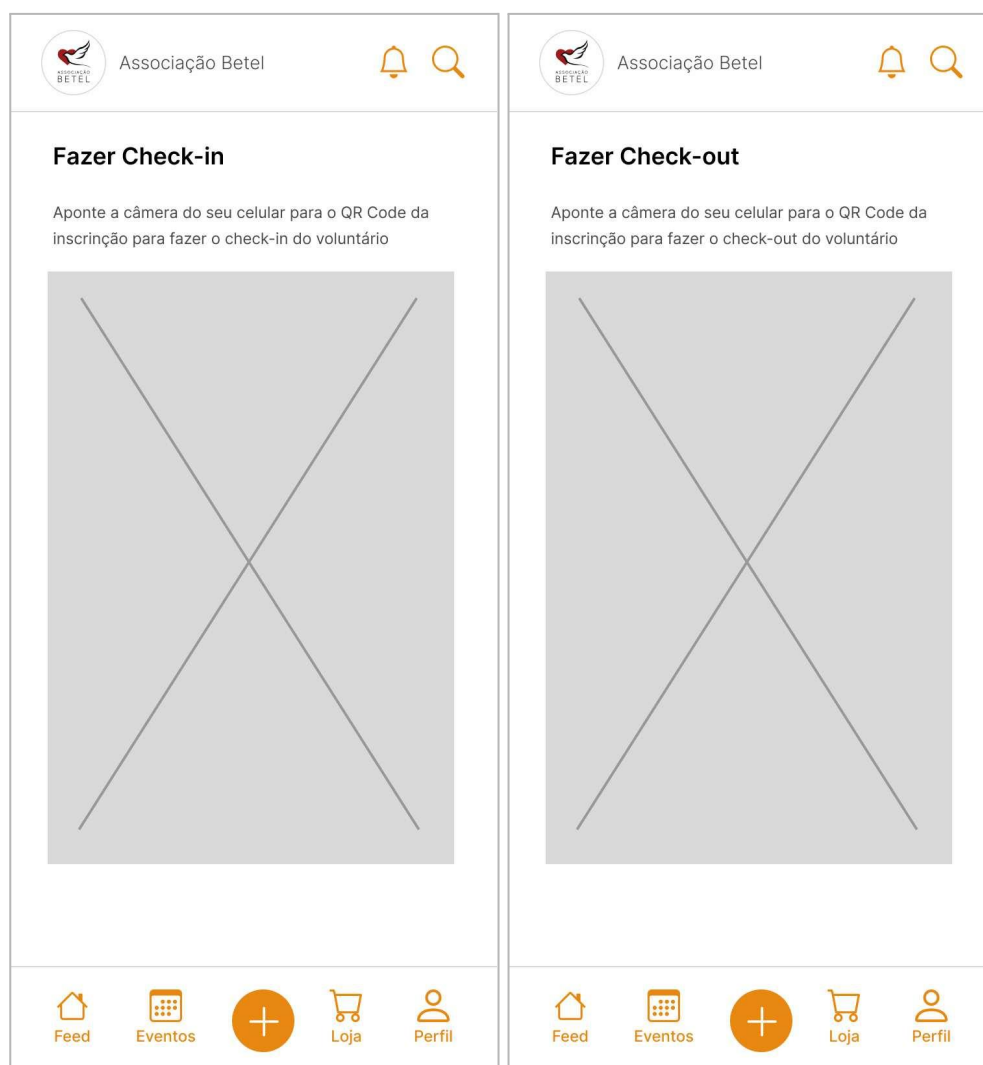 ASSOCIAÇÃO
BETEL
Associação Betel
Fazer Check-in
Aponte a câmera do seu celular para o QR Code da
inscrinção para fazer o check-in do voluntário
Feed
Eventos
Loja
Perfil
ASSOCIAÇÃO
BETEL
Associação Betel
Fazer Check-out
Aponte a câmera do seu celular para o QR Code da
inscrinção para fazer o check-out do voluntário
Feed
Eventos
Loja
Perfil